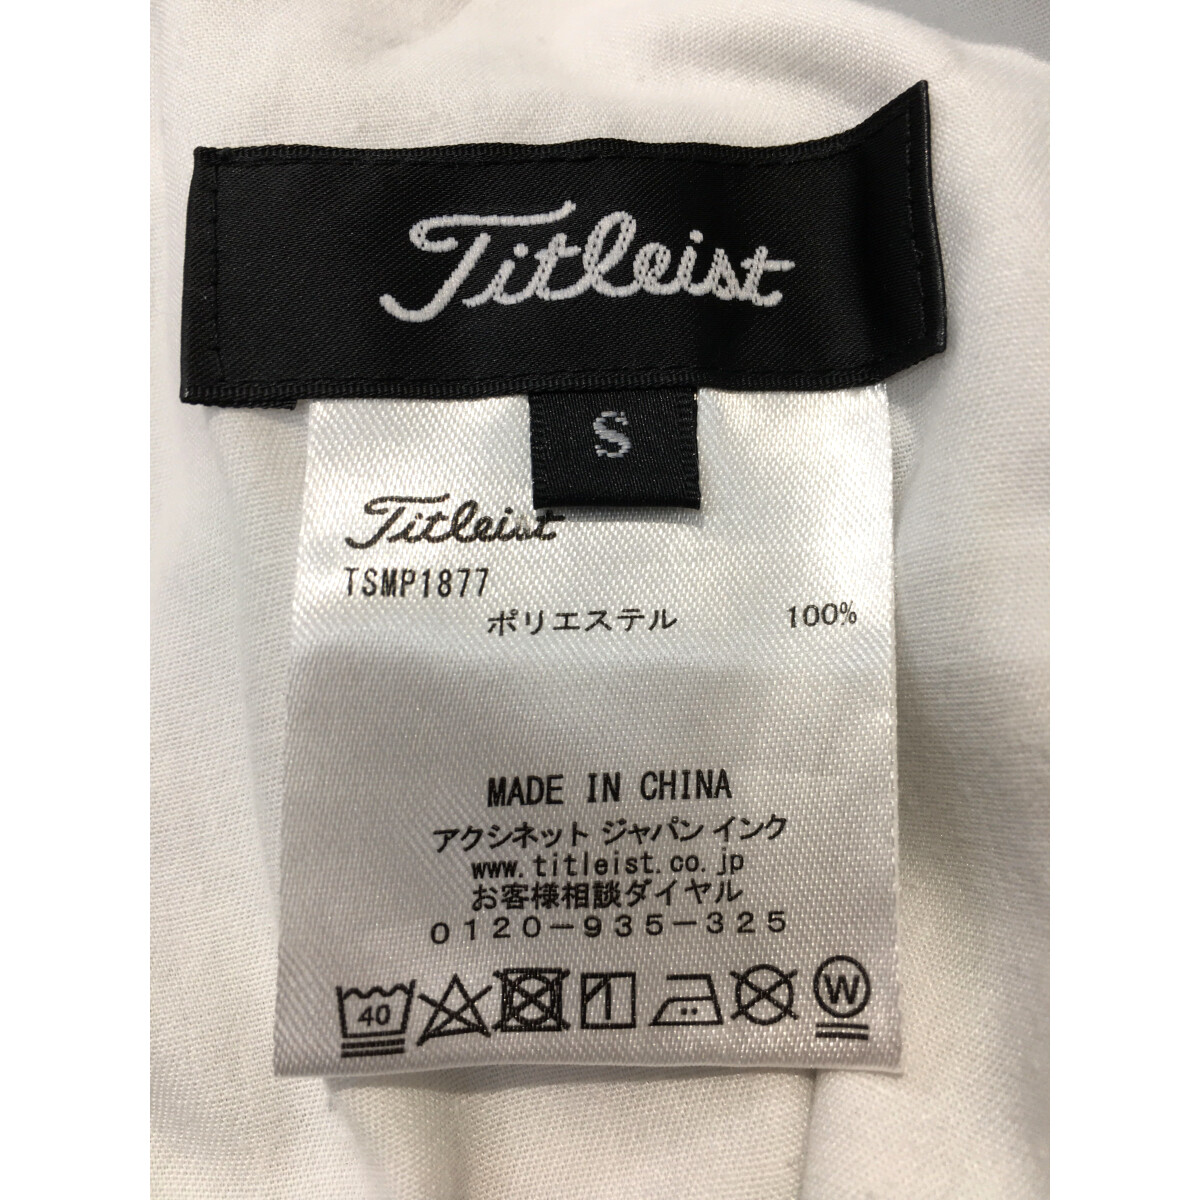 Titleist
S
Titleist
TSMP1877
ポリエステル 100%
MADE IN CHINA
アクシネット ジャパン インク
www.titleist.co.jp
お客様相談ダイヤル
0120-935-325
40
W